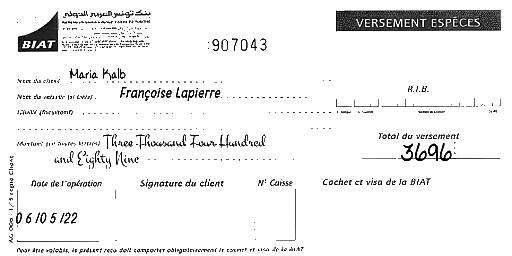 بنك تونس العربي الدولي
BIAT
:907043
VERSEMENT ESPÈCES
Nom du client Maria Kalb
Nom du remettant (si tiers) Françoise Lapierre
R.I.B.
CIN/PP (facultatif)
Montant (en toutes lettres) Three Thousand Four Hundred
and Eighty Nine
Total du versement
3696
Date de l'opération Signature du client N° Caisse Cachet et visa de la BIAT
06/05/22
Pour être valable, le présent reçu doit comporter obligatoirement le cachet et visa de la BIAT